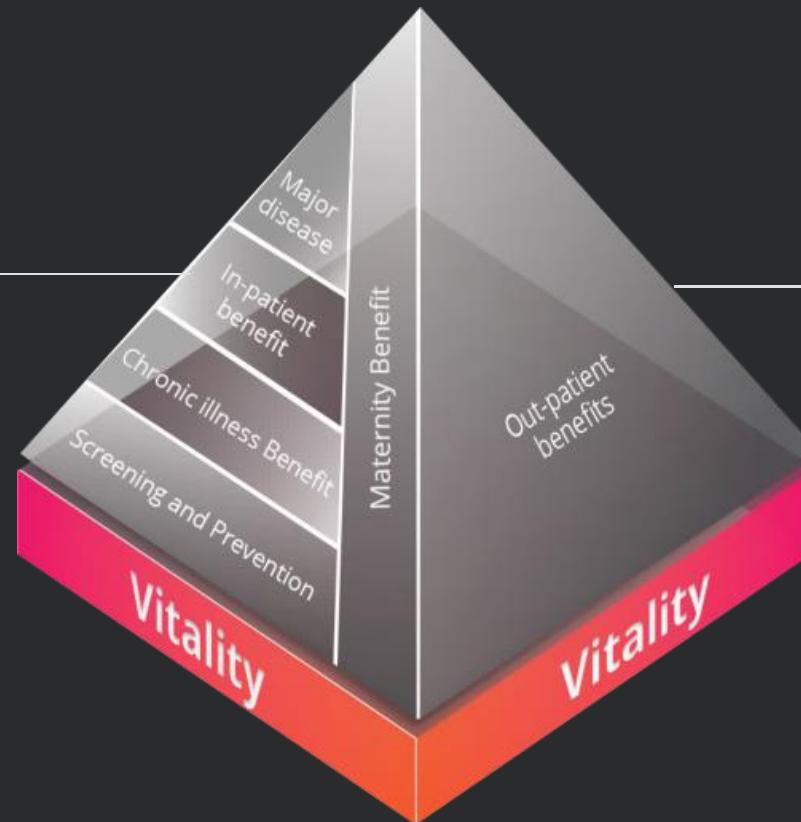 Major
disease
In-patient
benefit
Chronic illness Benefit
Screening and Prevention
Maternity Benefit
Out-patient
benefits
Vitality
Vitality